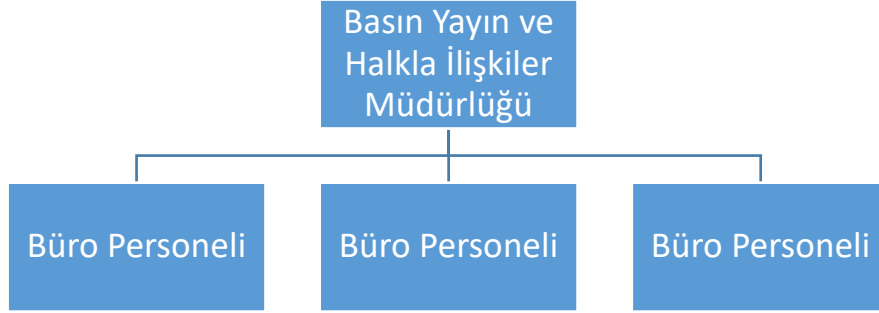 Basın Yayın ve
Halkla İlişkiler
Müdürlüğü
Büro Personeli
Büro Personeli
Büro Personeli